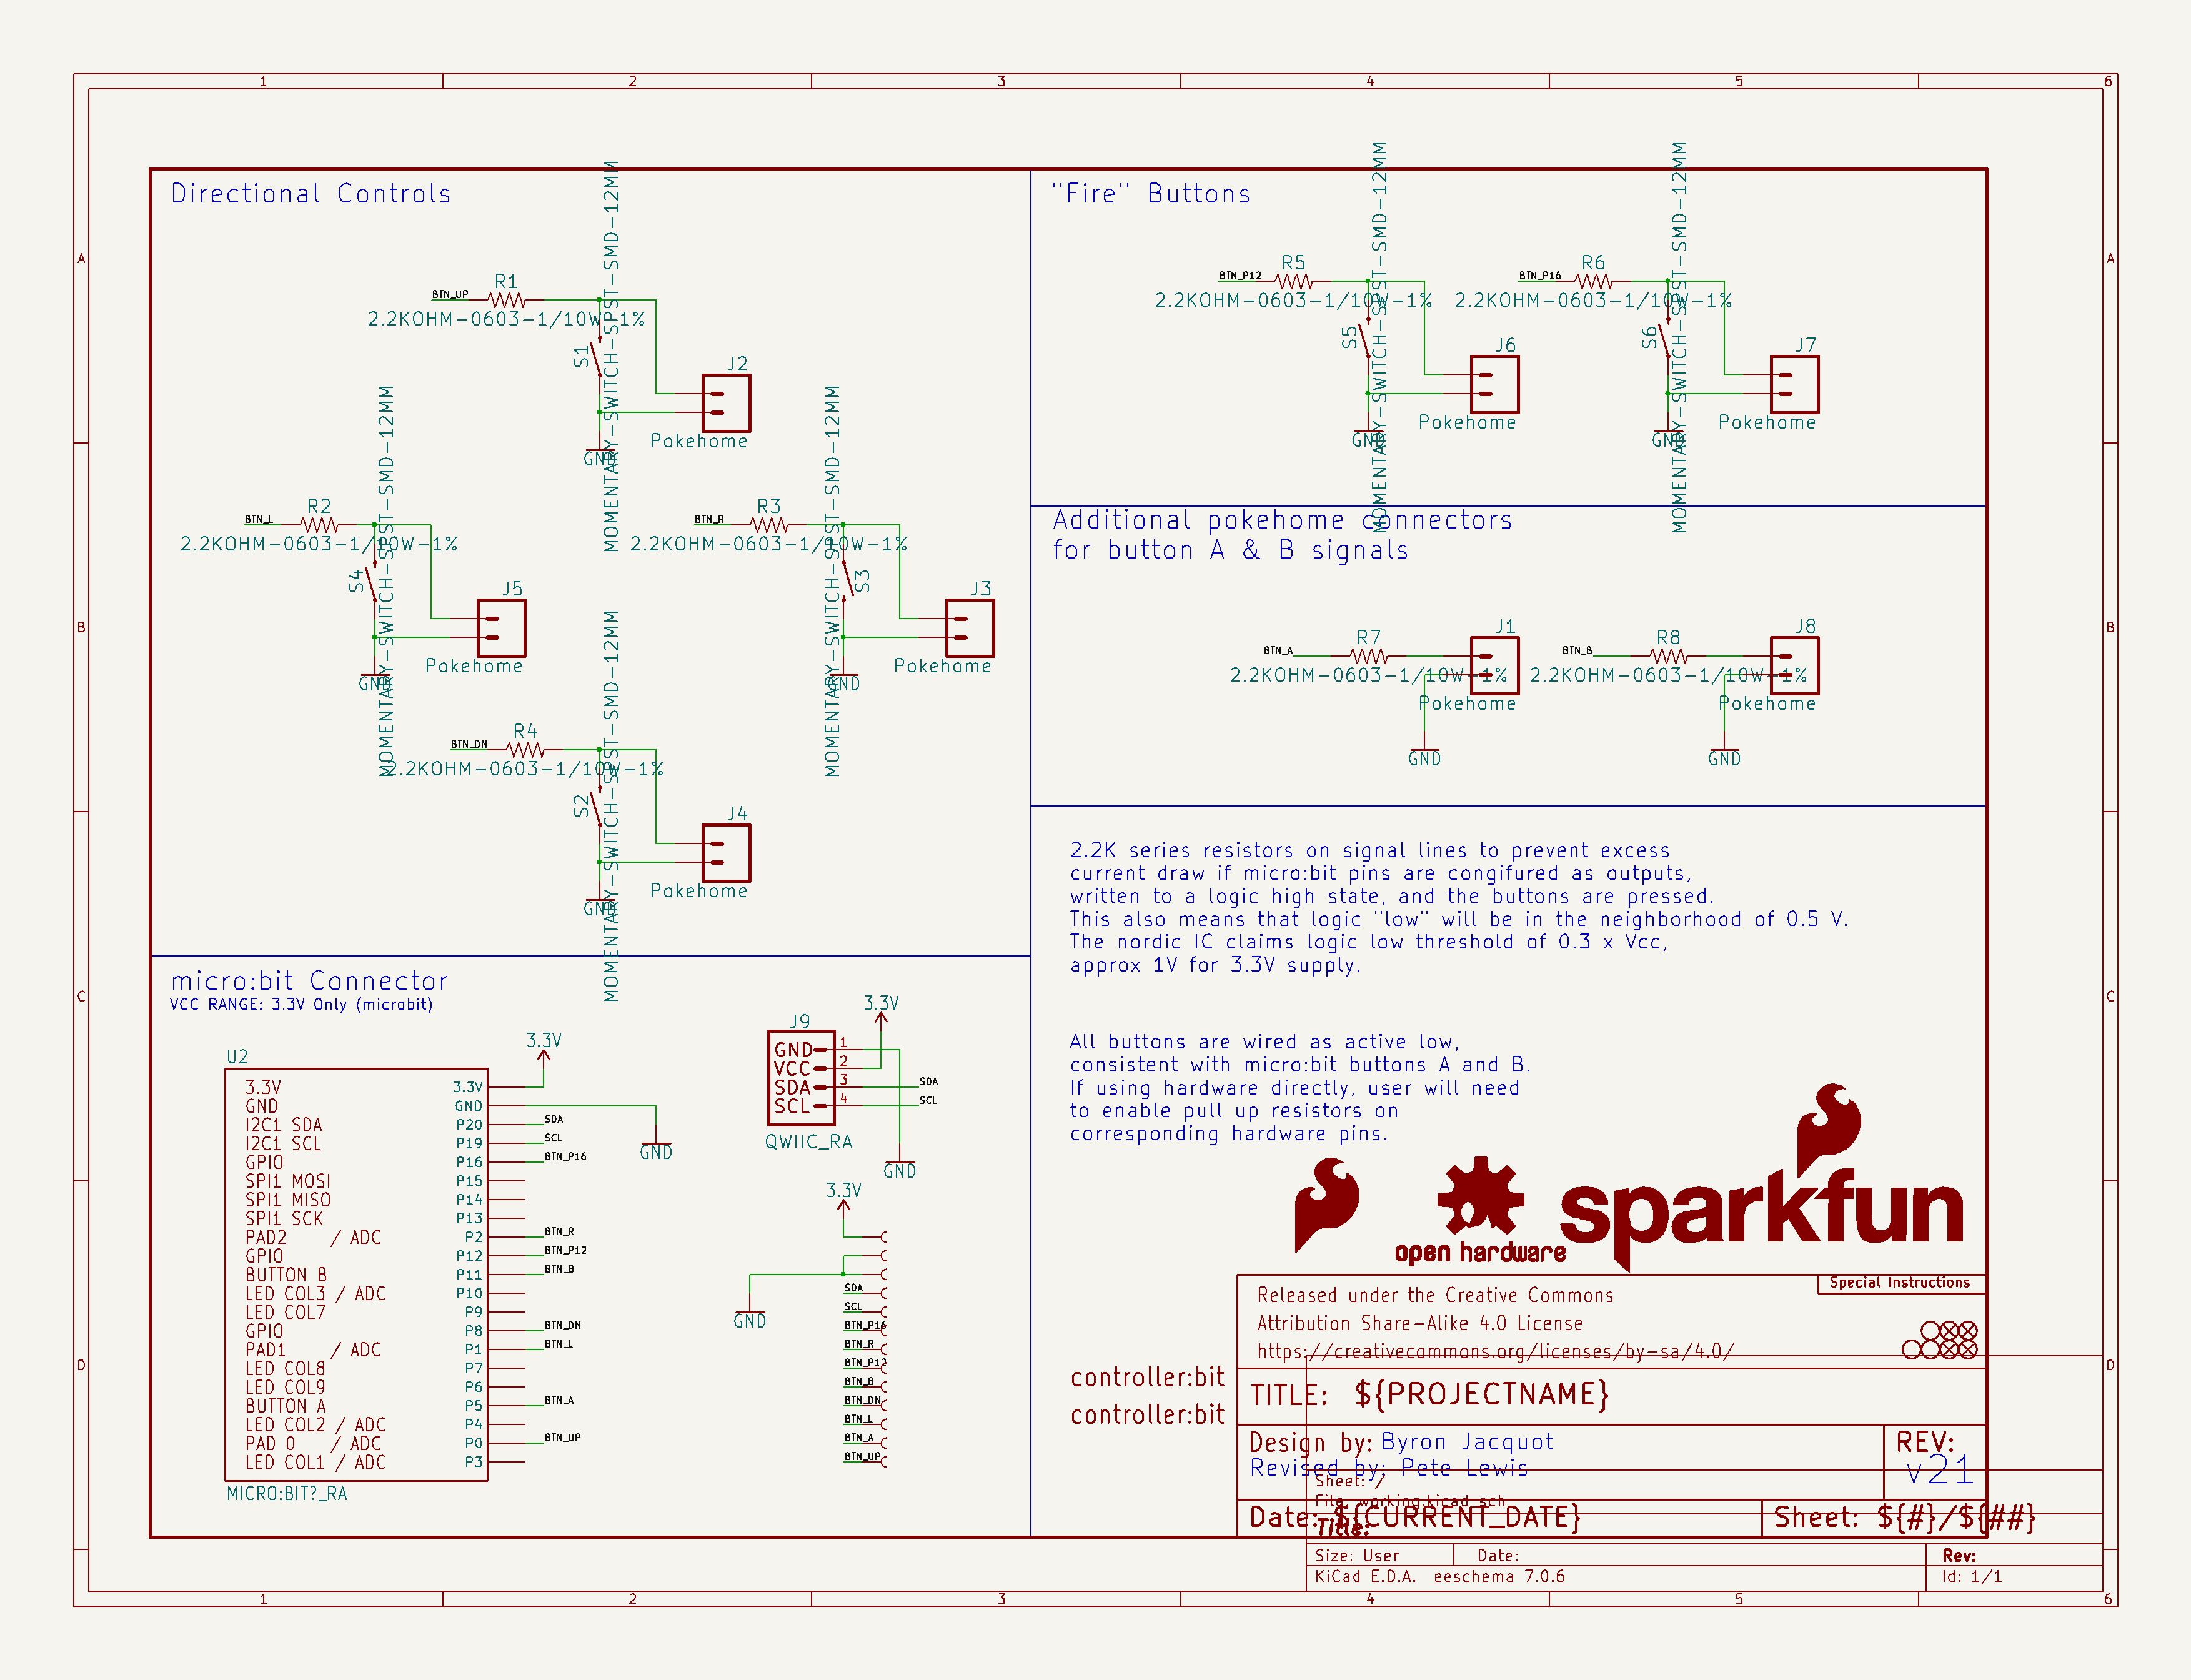 1 2 3 4 5 6
A
B
C
D
Directional Controls
BTN_UP
R1
2.2KOHM-0603-1/10W-1%
S1
MOMENTARY-SWITCH-SPST-SMD-12MM
J2
Pokehome
GND
BTN_L
R2
2.2KOHM-0603-1/10W-1%
S4
MOMENTARY-SWITCH-SPST-SMD-12MM
J5
Pokehome
GND
BTN_R
R3
2.2KOHM-0603-1/10W-1%
S3
MOMENTARY-SWITCH-SPST-SMD-12MM
J3
Pokehome
GND
BTN_DN
R4
2.2KOHM-0603-1/10W-1%
S2
MOMENTARY-SWITCH-SPST-SMD-12MM
J4
Pokehome
GND
"Fire" Buttons
BTN_P12
R5
2.2KOHM-0603-1/10W-1%
S5
MOMENTARY-SWITCH-SPST-SMD-12MM
J6
Pokehome
GND
BTN_P16
R6
2.2KOHM-0603-1/10W-1%
S6
MOMENTARY-SWITCH-SPST-SMD-12MM
J7
Pokehome
GND
Additional pokehome connectors
for button A & B signals
BTN_A
R7
2.2KOHM-0603-1/10W-1%
J1
Pokehome
GND
BTN_B
R8
2.2KOHM-0603-1/10W-1%
J8
Pokehome
GND
2.2K series resistors on signal lines to prevent excess
current draw if micro:bit pins are congifured as outputs,
written to a logic high state, and the buttons are pressed.
This also means that logic "low" will be in the neighborhood of 0.5 V.
The nordic IC claims logic low threshold of 0.3 x Vcc,
approx 1V for 3.3V supply.
All buttons are wired as active low,
consistent with micro:bit buttons A and B.
If using hardware directly, user will need
to enable pull up resistors on
corresponding hardware pins.
micro:bit Connector
VCC RANGE: 3.3V Only (microbit)
U2
3.3V
3.3V 3.3V
GND GND
I2C1 SDA P20 SDA
I2C1 SCL P19 SCL
GPIO P16 BTN_P16
SPI1 MOSI P15
SPI1 MISO P14
SPI1 SCK P13
PAD2 / ADC P2 BTN_R
GPIO P12 BTN_P12
BUTTON B P11 BTN_B
LED COL3 / ADC P10
LED COL7 P9
GPIO P8 BTN_DN
PAD1 / ADC P1 BTN_L
LED COL8 P7
LED COL9 P6
BUTTON A P5 BTN_A
LED COL2 / ADC P4
PAD 0 / ADC P0 BTN_UP
LED COL1 / ADC P3
MICRO:BIT?_RA
GND
3.3V
J9
GND 1
VCC 2
SDA 3 SDA
SCL 4 SCL
QWIIC_RA
GND
3.3V
GND
SDA
SCL
BTN_P16
BTN_R
BTN_P12
BTN_B
BTN_DN
BTN_L
BTN_A
BTN_UP
open hardware
sparkfun
Special Instructions
Released under the Creative Commons
Attribution Share-Alike 4.0 License
https://creativecommons.org/licenses/by-sa/4.0/
controller:bit
controller:bit
TITLE: ${PROJECTNAME}
Design by: Byron Jacquot
Revised by: Pete Lewis
REV:
v21
Date: ${CURRENT_DATE}
Sheet: ${#}/${##}
Sheet: /
File: working.kicad_sch
Title:
Size: User Date: Rev:
KiCad E.D.A. eeschema 7.0.6 Id: 1/1
A
B
C
D
1 2 3 4 5 6